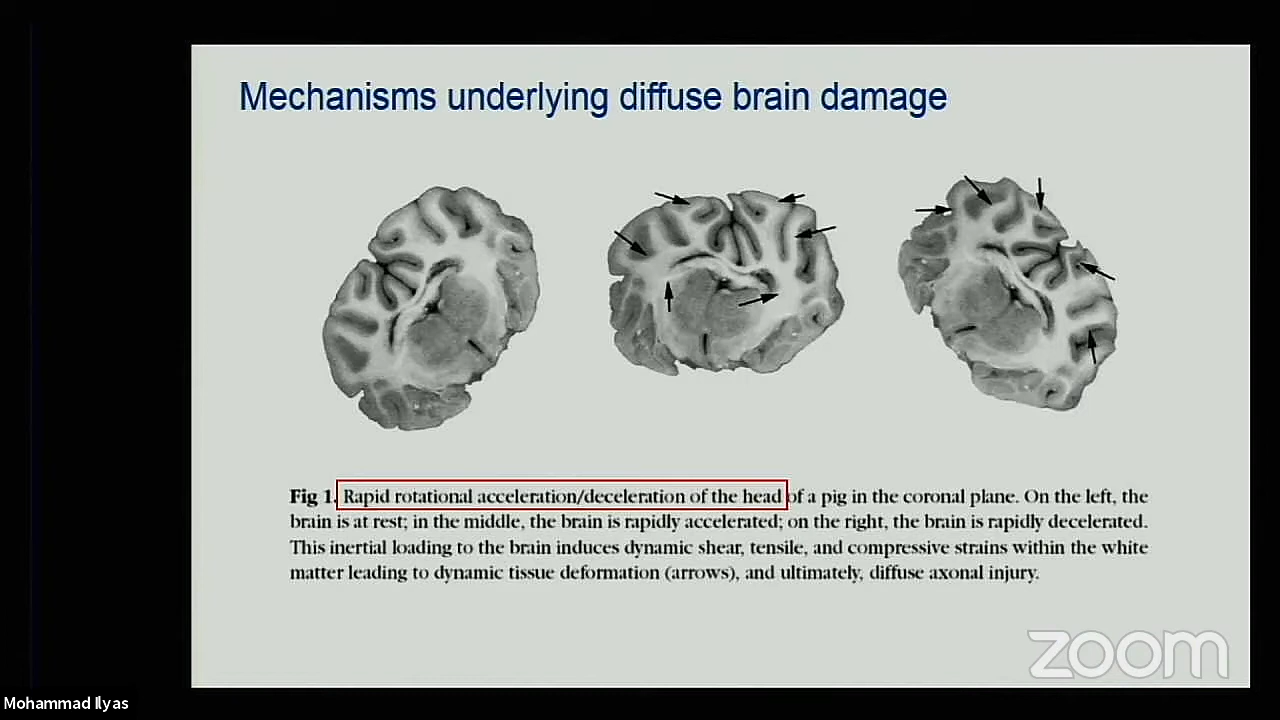 Mechanisms underlying diffuse brain damage
Fig 1. Rapid rotational acceleration/deceleration of the head of a pig in the coronal plane. On the left, the
brain is at rest; in the middle, the brain is rapidly accelerated; on the right, the brain is rapidly decelerated.
This inertial loading to the brain induces dynamic shear, tensile, and compressive strains within the white
matter leading to dynamic tissue deformation (arrows), and ultimately, diffuse axonal injury.
zoom
Mohammad Ilyas